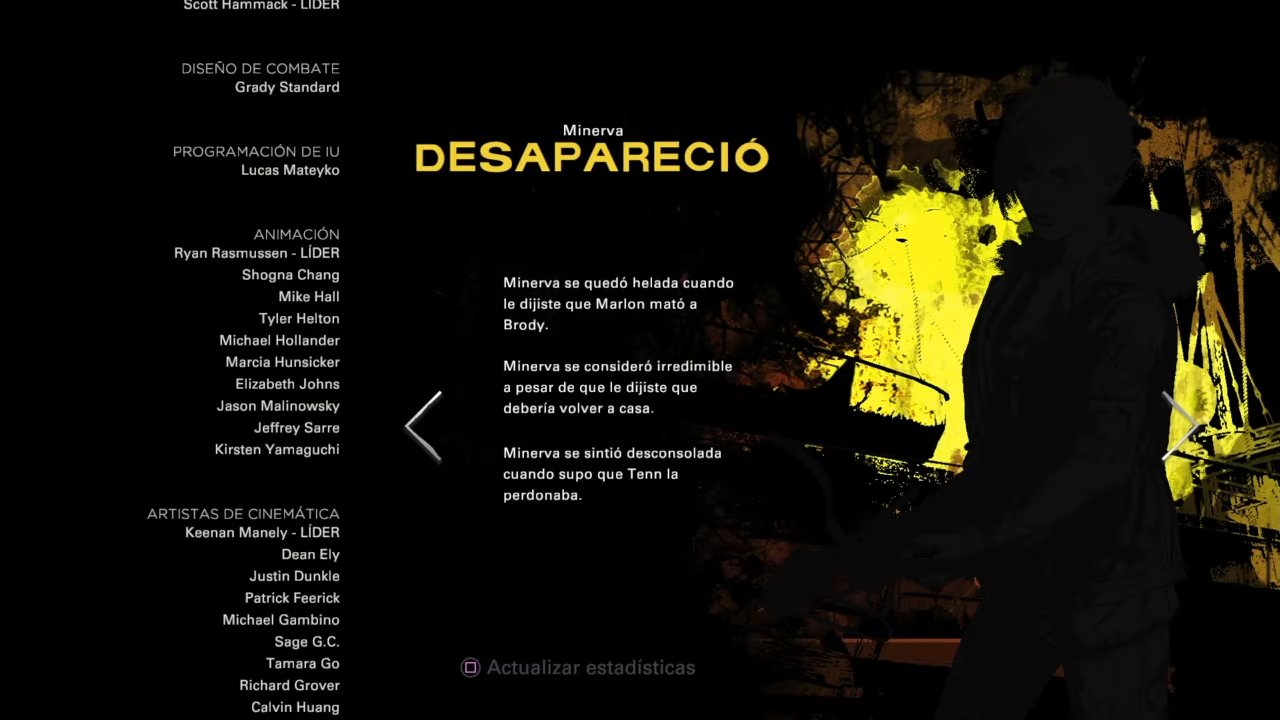 Scott Hammack - LÍDER
DISEÑO DE COMBATE
Grady Standard
PROGRAMACIÓN DE IU
Lucas Mateyko
ANIMACIÓN
Ryan Rasmussen - LÍDER
Shogna Chang
Mike Hall
Tyler Helton
Michael Hollander
Marcia Hunsicker
Elizabeth Johns
Jason Malinowsky
Jeffrey Sarre
Kirsten Yamaguchi
ARTISTAS DE CINEMÁTICA
Keenan Manely - LÍDER
Dean Ely
Justin Dunkle
Patrick Feerick
Michael Gambino
Sage G.C.
Tamara Go
Richard Grover
Calvin Huang
Minerva
DESAPARECIÓ
Minerva se quedó helada cuando
le dijiste que Marlon mató a
Brody.
Minerva se consideró irredimible
a pesar de que le dijiste que
debería volver a casa.
Minerva se sintió desconsolada
cuando supo que Tenn la
perdonaba.
Actualizar estadísticas